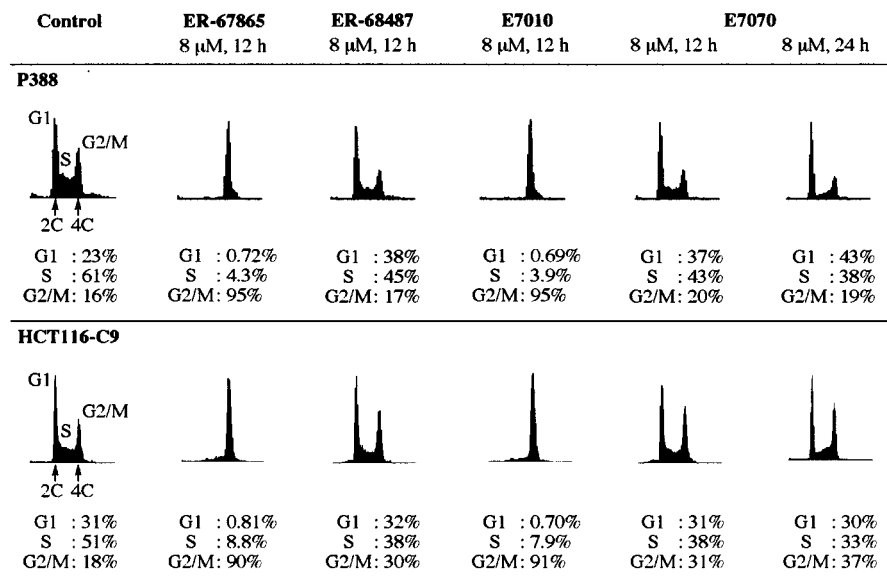 Control ER-67865 ER-68487 E7010 E7070
8 μM, 12 h 8 μM, 12 h 8 μM, 12 h 8 μM, 12 h 8 μM, 24 h
P388
G1
G2/M
S
2C 4C
G1 : 23% G1 : 0.72% G1 : 38% G1 : 0.69% G1 : 37% G1 : 43%
S : 61% S : 4.3% S : 45% S : 3.9% S : 43% S : 38%
G2/M: 16% G2/M: 95% G2/M: 17% G2/M: 95% G2/M: 20% G2/M: 19%
HCT116-C9
G1
G2/M
S
2C 4C
G1 : 31% G1 : 0.81% G1 : 32% G1 : 0.70% G1 : 31% G1 : 30%
S : 51% S : 8.8% S : 38% S : 7.9% S : 38% S : 33%
G2/M: 18% G2/M: 90% G2/M: 30% G2/M: 91% G2/M: 31% G2/M: 37%